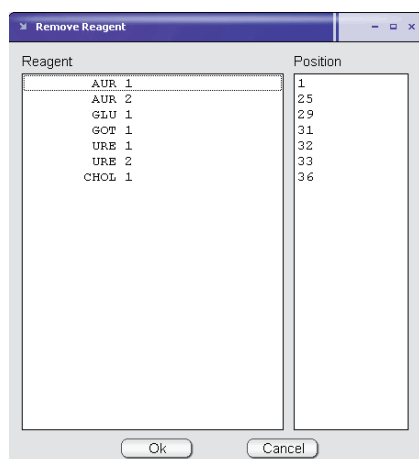 Remove Reagent
Reagent Position
AUR 1 1
AUR 2 25
GLU 1 29
GOT 1 31
URE 1 32
URE 2 33
CHOL 1 36
Ok Cancel